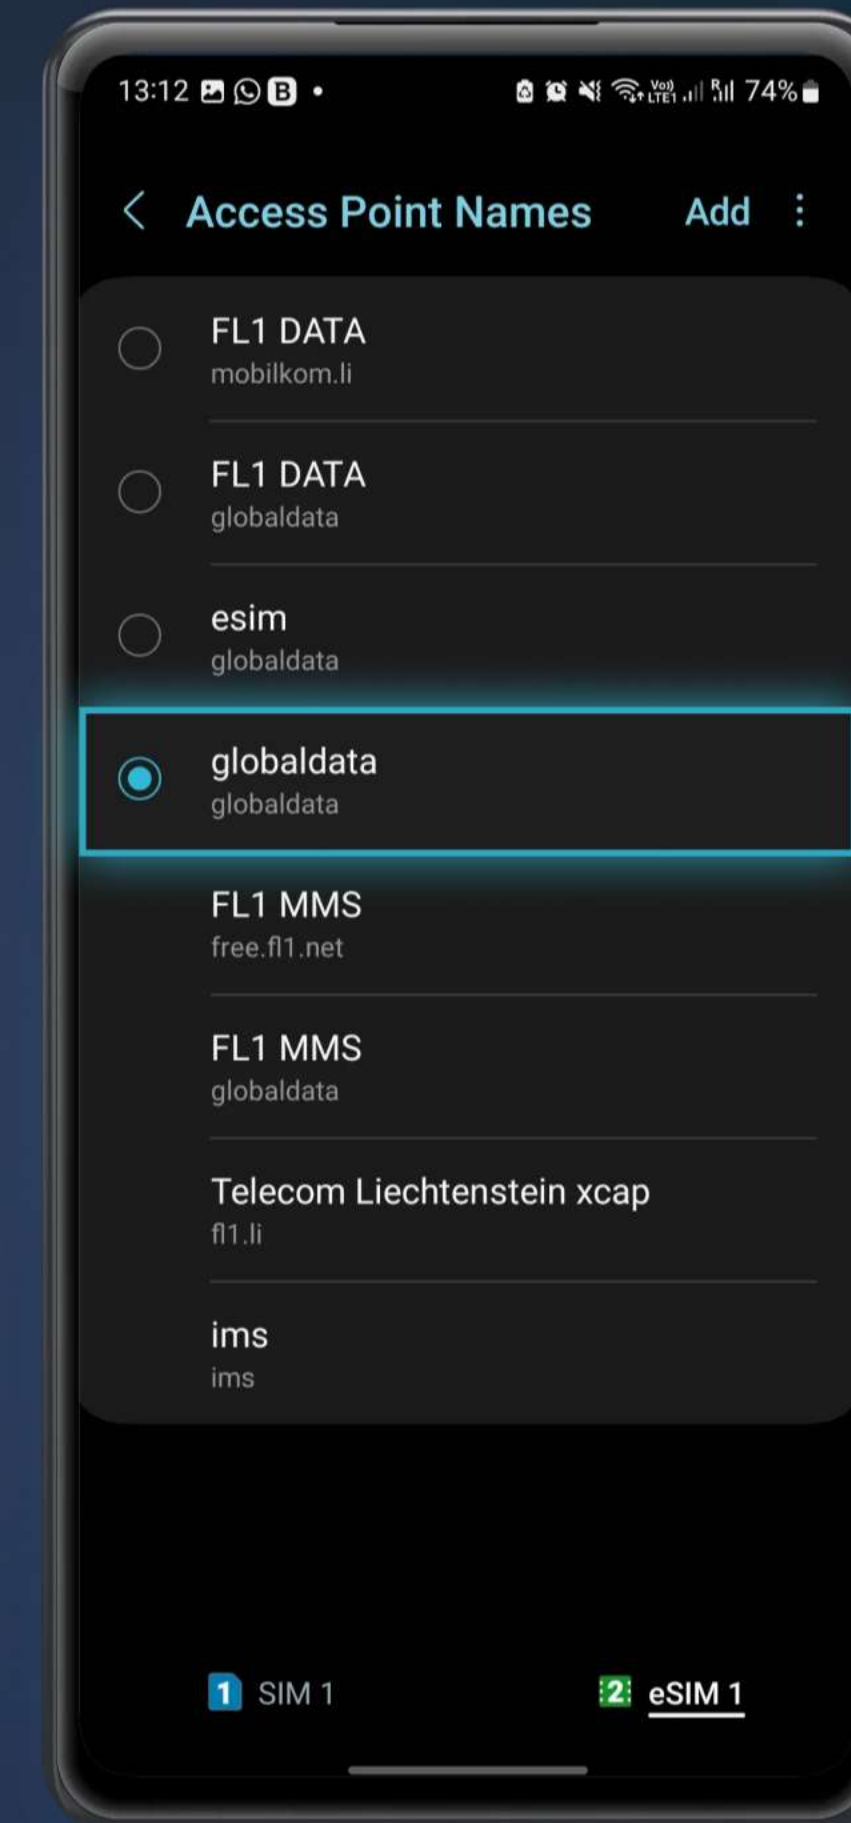 13:12 B LTE1 R 74%
Access Point Names Add
FL1 DATA
mobilkom.li
FL1 DATA
globaldata
esim
globaldata
globaldata
globaldata
FL1 MMS
free.fl1.net
FL1 MMS
globaldata
Telecom Liechtenstein xcap
fl1.li
ims
ims
1 SIM 1 2 eSIM 1